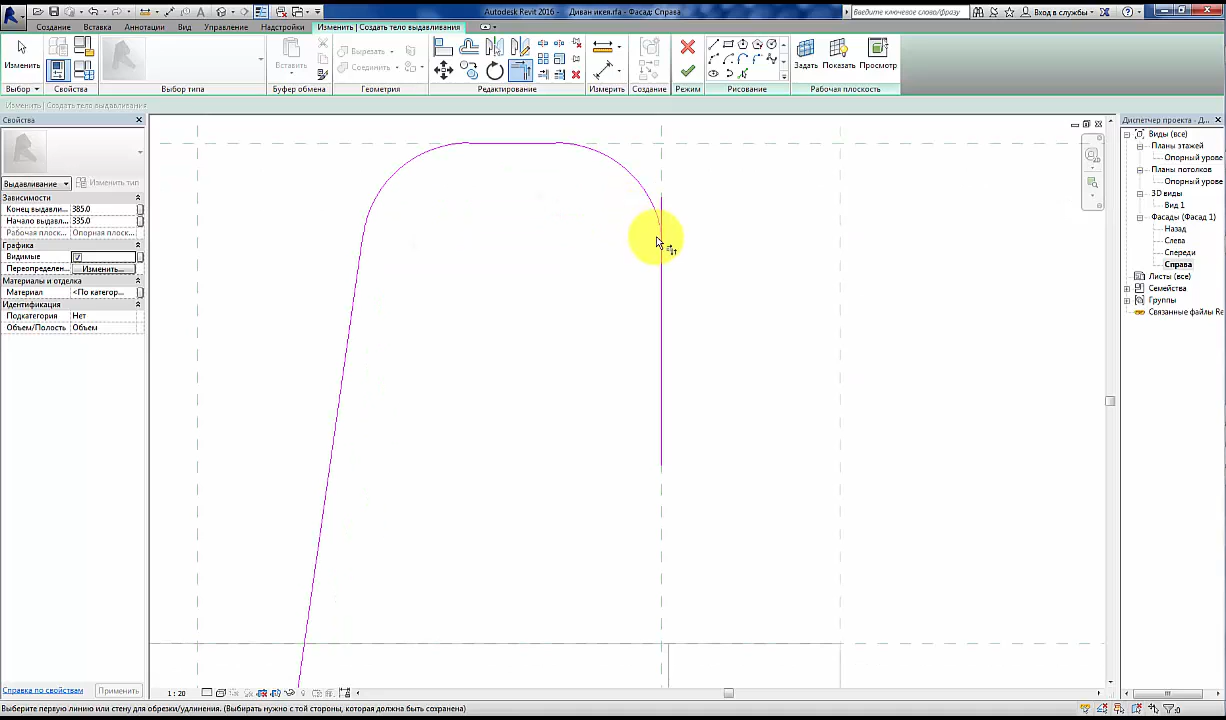 Autodesk Revit 2016 - Диван икея.rfa - Фасад: Справа
Введите ключевое слово/фразу
Вход в службы
Создание
Вставка
Аннотации
Вид
Управление
Надстройки
Изменить | Создать тело выдавливания
Изменить
Вставить
Вырезать
Соединить
Задать
Показать
Просмотр
Выбор
Свойства
Выбор типа
Буфер обмена
Геометрия
Редактирование
Измерить
Создание
Режим
Рисование
Рабочая плоскость
Изменить | Создать тело выдавливания
Свойства
Выдавливание
Изменить тип
Зависимости
Конец выдавли... 385.0
Начало выдавл... 335.0
Рабочая плоск... Опорная плоск...
Графика
Видимые
Переопределен... Изменить...
Материалы и отделка
Материал <По категор...
Идентификация
Подкатегория Нет
Объем/Полость Объем
Справка по свойствам
Применить
Диспетчер проекта - Д...
Виды (все)
Планы этажей
Опорный урове
Планы потолков
Опорный урове
3D виды
Вид 1
Фасады (Фасад 1)
Назад
Слева
Спереди
Справа
Листы (все)
Семейства
Группы
Связанные файлы Re
2D
1 : 20
Выберите первую линию или стену для обрезки/удлинения. (Выбирать нужно с той стороны, которая должна быть сохранена)
:0